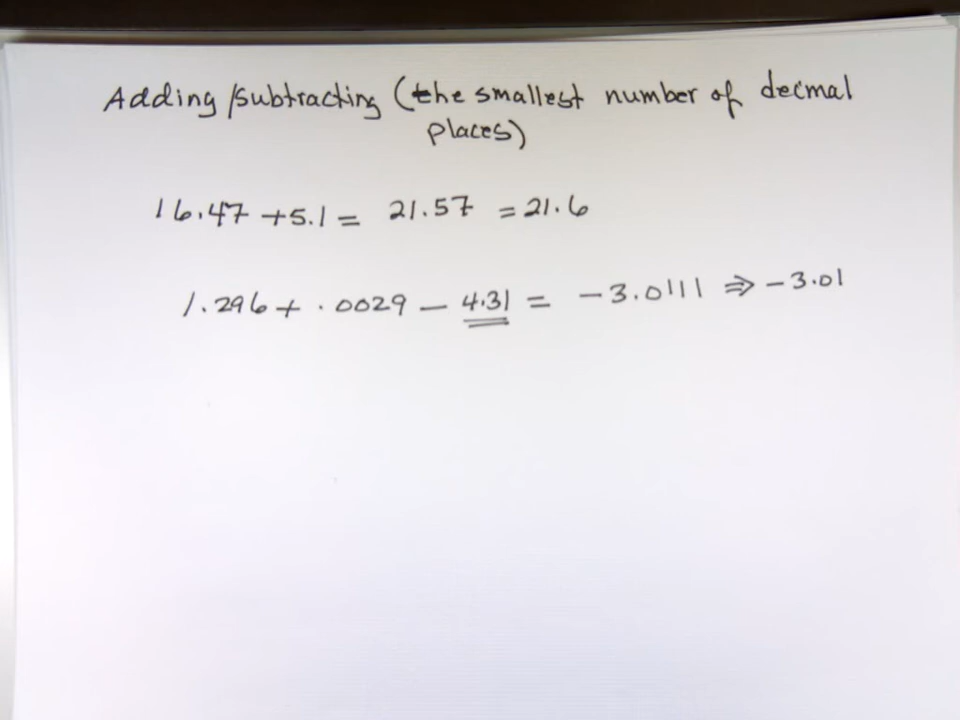 Adding/subtracting (the smallest number of decmal
places)
16.47 + 5.1 = 21.57 = 21.6
1.296 + .0029 - 4.31 = -3.0111 ⇒ -3.01